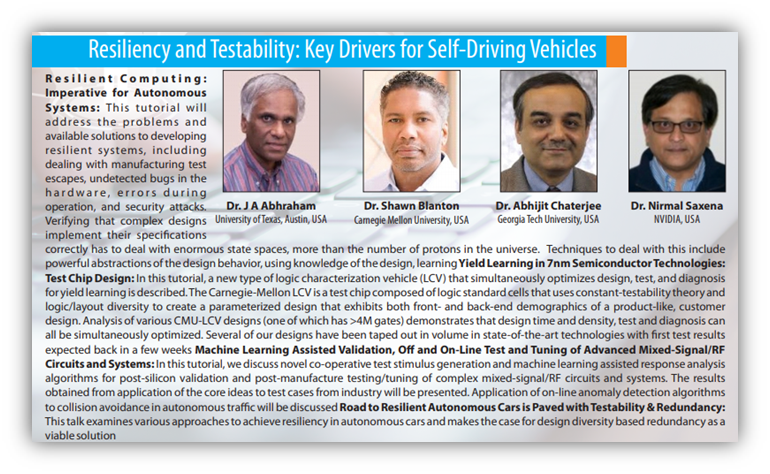 Resiliency and Testability: Key Drivers for Self-Driving Vehicles
Resilient Computing:
Imperative for Autonomous
Systems: This tutorial will
address the problems and
available solutions to developing
resilient systems, including
dealing with manufacturing test
escapes, undetected bugs in the
hardware, errors during
operation, and security attacks.
Verifying that complex designs
implement their specifications
Dr. J A Abhraham
University of Texas, Austin, USA
Dr. Shawn Blanton
Carnegie Mellon University, USA
Dr. Abhijit Chaterjee
Georgia Tech University, USA
Dr. Nirmal Saxena
NVIDIA, USA
correctly has to deal with enormous state spaces, more than the number of protons in the universe. Techniques to deal with this include
powerful abstractions of the design behavior, using knowledge of the design, learning Yield Learning in 7nm Semiconductor Technologies:
Test Chip Design: In this tutorial, a new type of logic characterization vehicle (LCV) that simultaneously optimizes design, test, and diagnosis
for yield learning is described. The Carnegie-Mellon LCV is a test chip composed of logic standard cells that uses constant-testability theory and
logic/layout diversity to create a parameterized design that exhibits both front- and back-end demographics of a product-like, customer
design. Analysis of various CMU-LCV designs (one of which has >4M gates) demonstrates that design time and density, test and diagnosis can
all be simultaneously optimized. Several of our designs have been taped out in volume in state-of-the-art technologies with first test results
expected back in a few weeks Machine Learning Assisted Validation, Off and On-Line Test and Tuning of Advanced Mixed-Signal/RF
Circuits and Systems: In this tutorial, we discuss novel co-operative test stimulus generation and machine learning assisted response analysis
algorithms for post-silicon validation and post-manufacture testing/tuning of complex mixed-signal/RF circuits and systems. The results
obtained from application of the core ideas to test cases from industry will be presented. Application of on-line anomaly detection algorithms
to collision avoidance in autonomous traffic will be discussed Road to Resilient Autonomous Cars is Paved with Testability & Redundancy:
This talk examines various approaches to achieve resiliency in autonomous cars and makes the case for design diversity based redundancy as a
viable solution